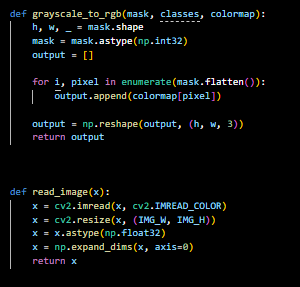 def grayscale_to_rgb(mask, classes, colormap):
    h, w, _ = mask.shape
    mask = mask.astype(np.int32)
    output = []

    for i, pixel in enumerate(mask.flatten()):
        output.append(colormap[pixel])

    output = np.reshape(output, (h, w, 3))
    return output

def read_image(x):
    x = cv2.imread(x, cv2.IMREAD_COLOR)
    x = cv2.resize(x, (IMG_W, IMG_H))
    x = x.astype(np.float32)
    x = np.expand_dims(x, axis=0)
    return x